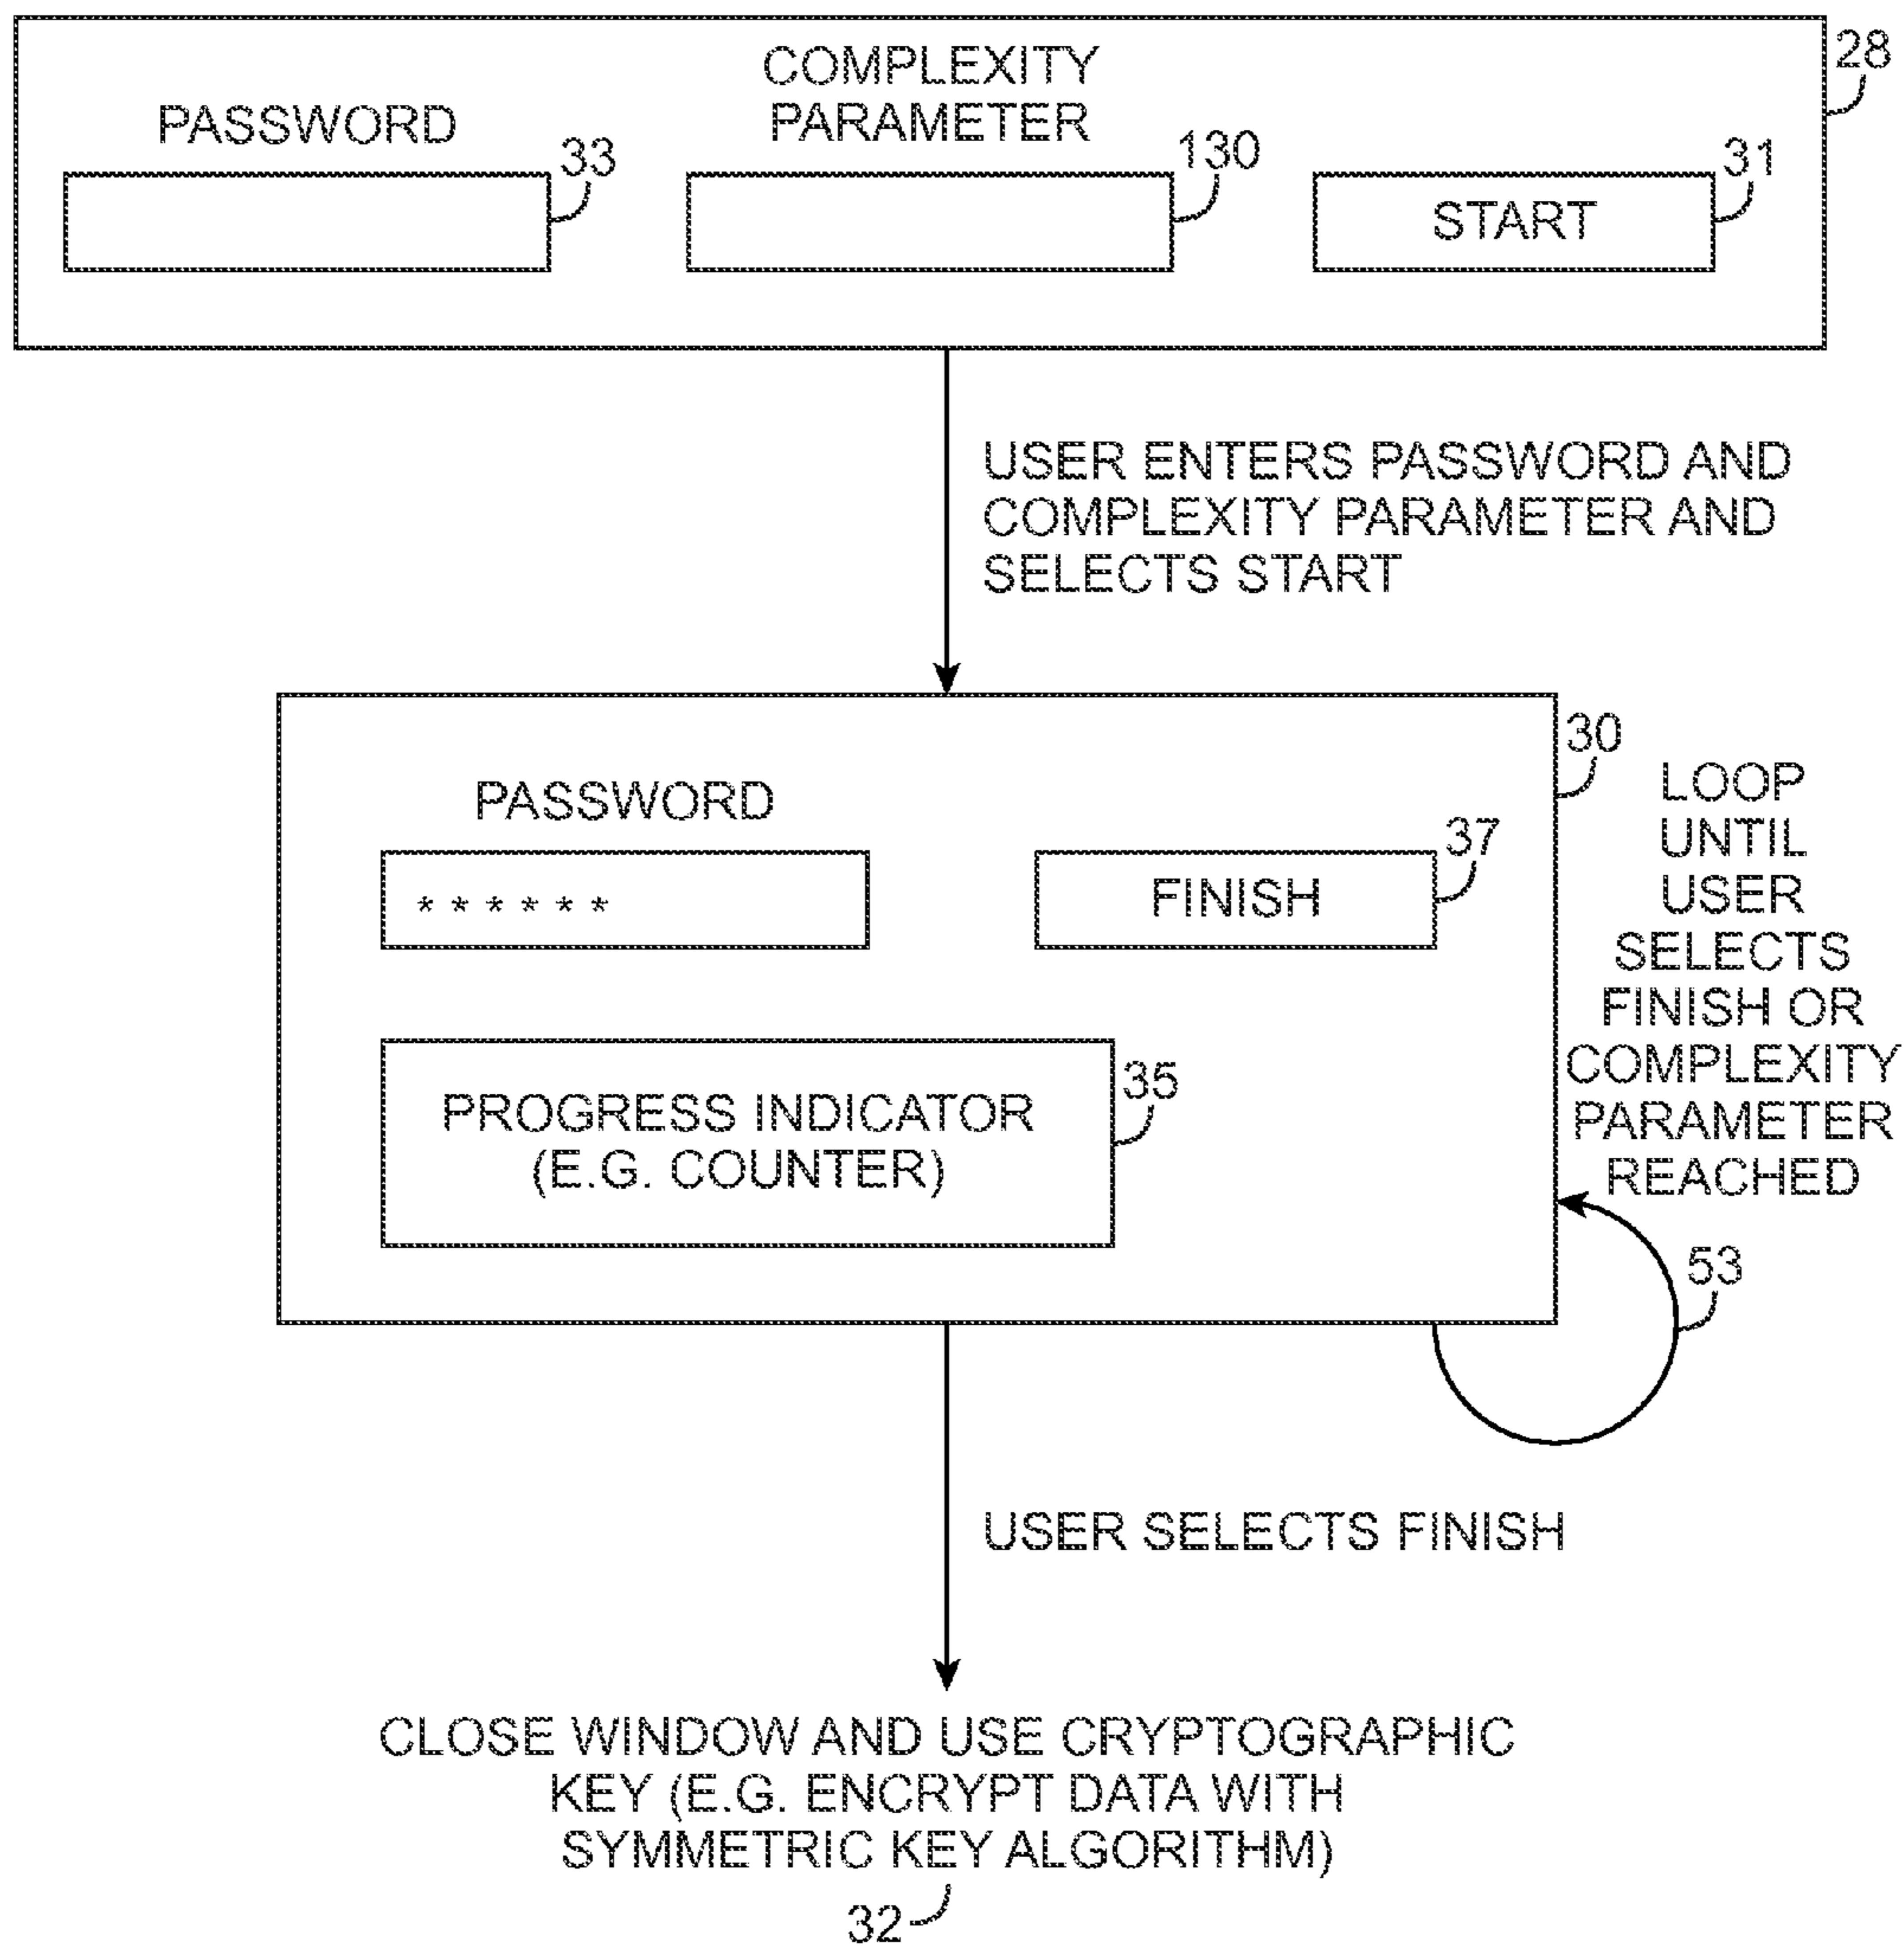 28
COMPLEXITY
PARAMETER
PASSWORD
33
130
31
START
USER ENTERS PASSWORD AND
COMPLEXITY PARAMETER AND
SELECTS START
30
PASSWORD
37
* * * * * *
FINISH
LOOP
UNTIL
USER
SELECTS
FINISH OR
COMPLEXITY
PARAMETER
REACHED
35
PROGRESS INDICATOR
(E.G. COUNTER)
53
USER SELECTS FINISH
CLOSE WINDOW AND USE CRYPTOGRAPHIC
KEY (E.G. ENCRYPT DATA WITH
SYMMETRIC KEY ALGORITHM)
32